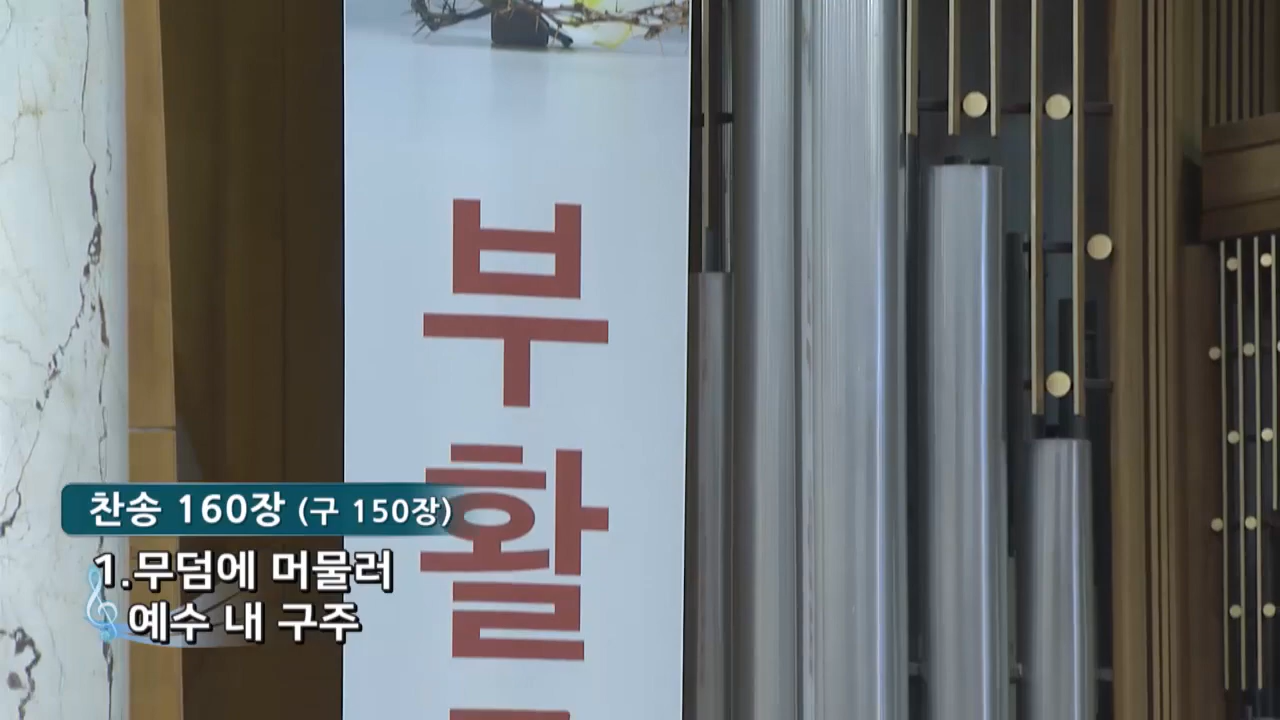 부활
찬송 160장 (구 150장)
1.무덤에 머물러
예수 내 구주